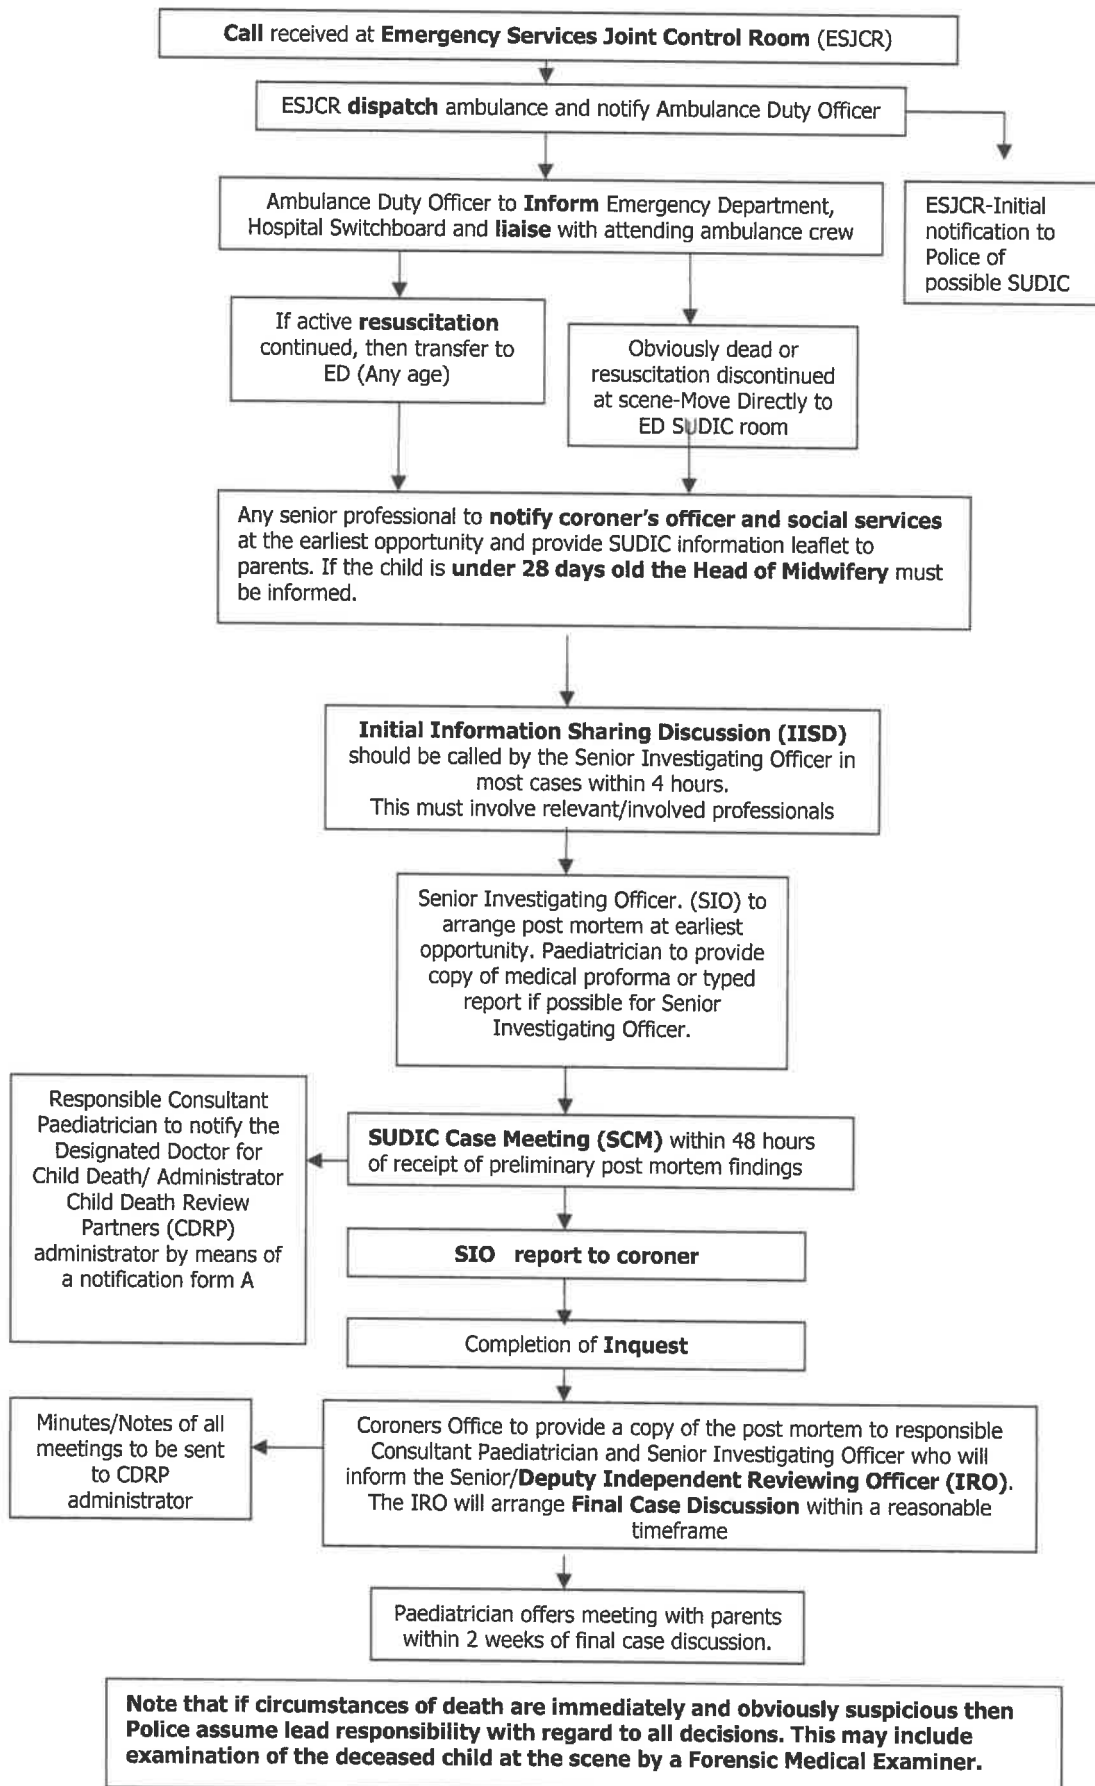 Call received at Emergency Services Joint Control Room (ESJCR)
ESJCR dispatch ambulance and notify Ambulance Duty Officer
Ambulance Duty Officer to Inform Emergency Department,
Hospital Switchboard and liaise with attending ambulance crew
ESJCR-Initial
notification to
Police of
possible SUDIC
If active resuscitation
continued, then transfer to
ED (Any age)
Obviously dead or
resuscitation discontinued
at scene-Move Directly to
ED SUDIC room
Any senior professional to notify coroner's officer and social services
at the earliest opportunity and provide SUDIC information leaflet to
parents. If the child is under 28 days old the Head of Midwifery must
be informed.
Initial Information Sharing Discussion (IISD)
should be called by the Senior Investigating Officer in
most cases within 4 hours.
This must involve relevant/involved professionals
Senior Investigating Officer. (SIO) to
arrange post mortem at earliest
opportunity. Paediatrician to provide
copy of medical proforma or typed
report if possible for Senior
Investigating Officer.
Responsible Consultant
Paediatrician to notify the
Designated Doctor for
Child Death/ Administrator
Child Death Review
Partners (CDRP)
administrator by means of
a notification form A
SUDIC Case Meeting (SCM) within 48 hours
of receipt of preliminary post mortem findings
SIO report to coroner
Completion of Inquest
Minutes/Notes of all
meetings to be sent
to CDRP
administrator
Coroners Office to provide a copy of the post mortem to responsible
Consultant Paediatrician and Senior Investigating Officer who will
inform the Senior/Deputy Independent Reviewing Officer (IRO).
The IRO will arrange Final Case Discussion within a reasonable
timeframe
Paediatrician offers meeting with parents
within 2 weeks of final case discussion.
Note that if circumstances of death are immediately and obviously suspicious then
Police assume lead responsibility with regard to all decisions. This may include
examination of the deceased child at the scene by a Forensic Medical Examiner.